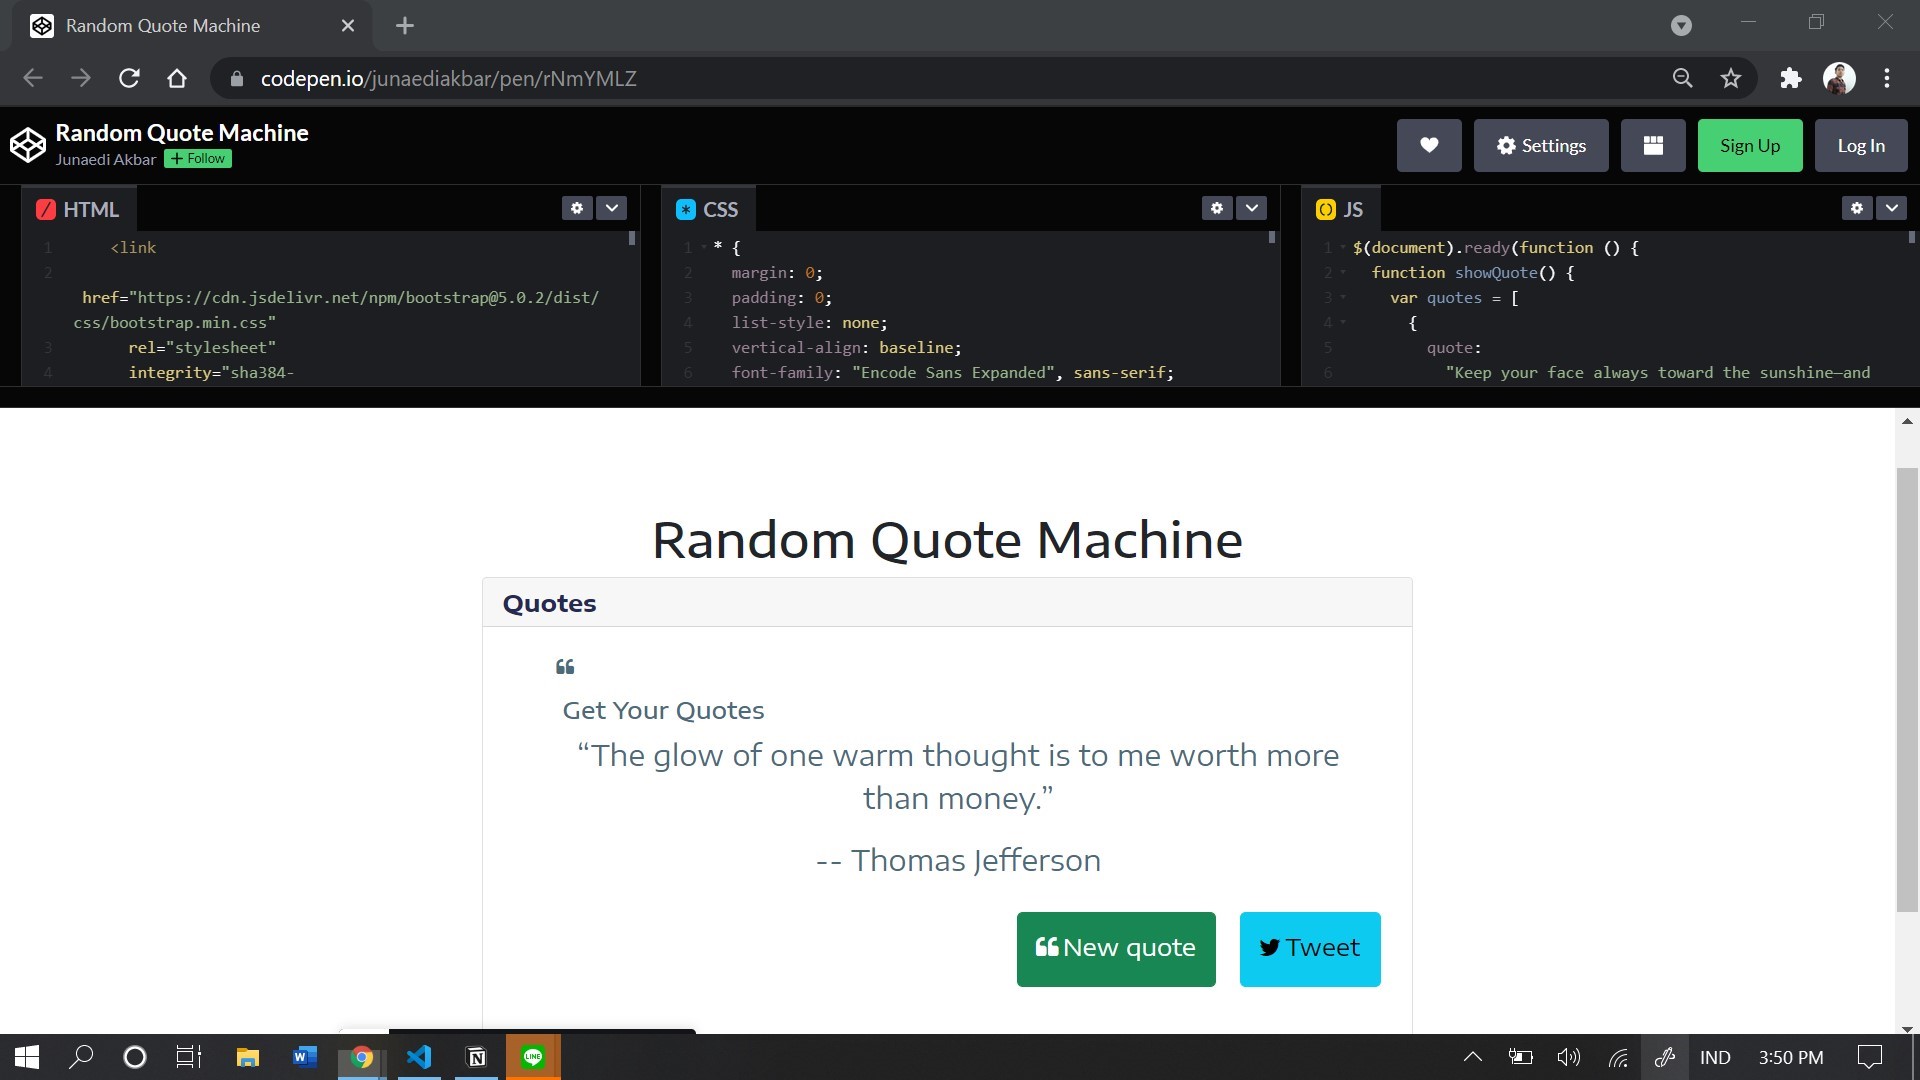 Random Quote Machine
codepen.io/junaediakbar/pen/rNmYMLZ
Random Quote Machine
Junaedi Akbar + Follow
Settings
Sign Up
Log In
HTML
1 <link
2
href="https://cdn.jsdelivr.net/npm/bootstrap@5.0.2/dist/
css/bootstrap.min.css"
3 rel="stylesheet"
4 integrity="sha384-
CSS
1 * {
2 margin: 0;
3 padding: 0;
4 list-style: none;
5 vertical-align: baseline;
6 font-family: "Encode Sans Expanded", sans-serif;
JS
1 $(document).ready(function () {
2 function showQuote() {
3 var quotes = [
4 {
5 quote:
6 "Keep your face always toward the sunshine—and
Random Quote Machine
Quotes
Get Your Quotes
“The glow of one warm thought is to me worth more
than money.”
-- Thomas Jefferson
New quote
Tweet
LINE
IND
3:50 PM